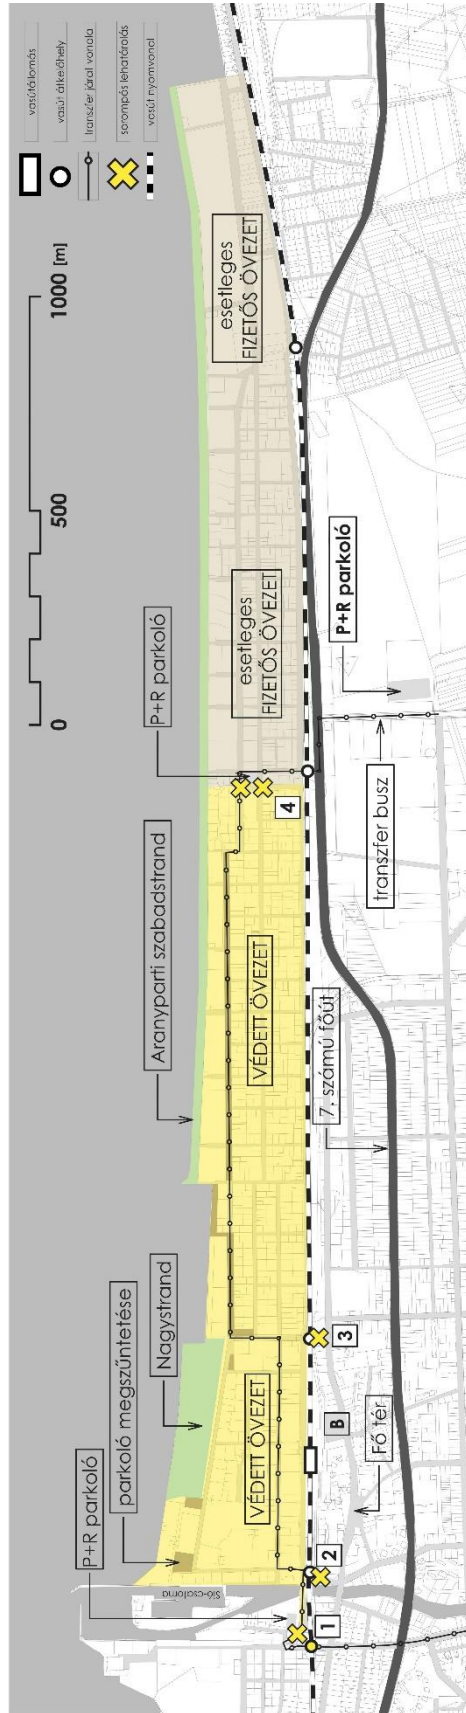 P+R parkoló
parkoló megszűntetése
Nagystrand
Aranyparti szabadstrand
P+R parkoló
0 500 1000 [m]
vasútállomás
vasút átkelőhely
transzfer járat vonala
sorompós lehatárolás
vasút nyomvonal
Sió-csatorna
VÉDETT ÖVEZET
VÉDETT ÖVEZET
esetleges
FIZETŐS ÖVEZET
esetleges
FIZETŐS ÖVEZET
1
2
3
4
B
Fő tér
7. számú főút
transzfer busz
P+R parkoló